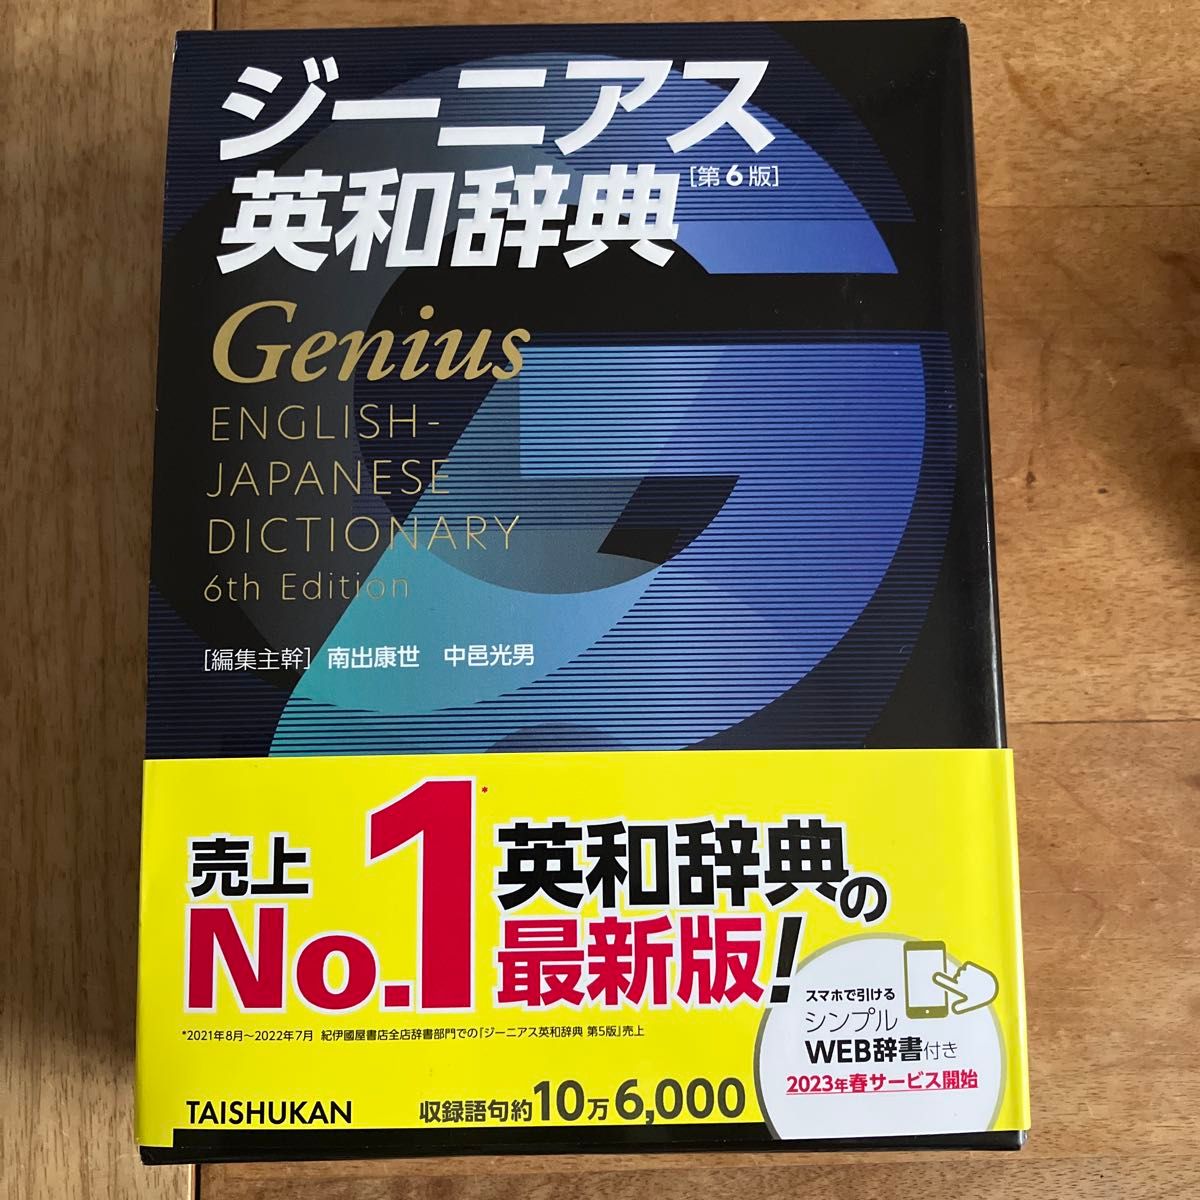 ジーニアス
英和辞典[第6版]
Genius
ENGLISH-
JAPANESE
DICTIONARY
6th Edition
[編集主幹] 南出康世 中邑光男
売上
No.1*
英和辞典の
最新版!
*2021年8月～2022年7月 紀伊國屋書店全店辞書部門での「ジーニアス英和辞典 第5版」売上
スマホで引ける
シンプル
WEB辞書付き
2023年春サービス開始
TAISHUKAN
収録語句約10万6,000